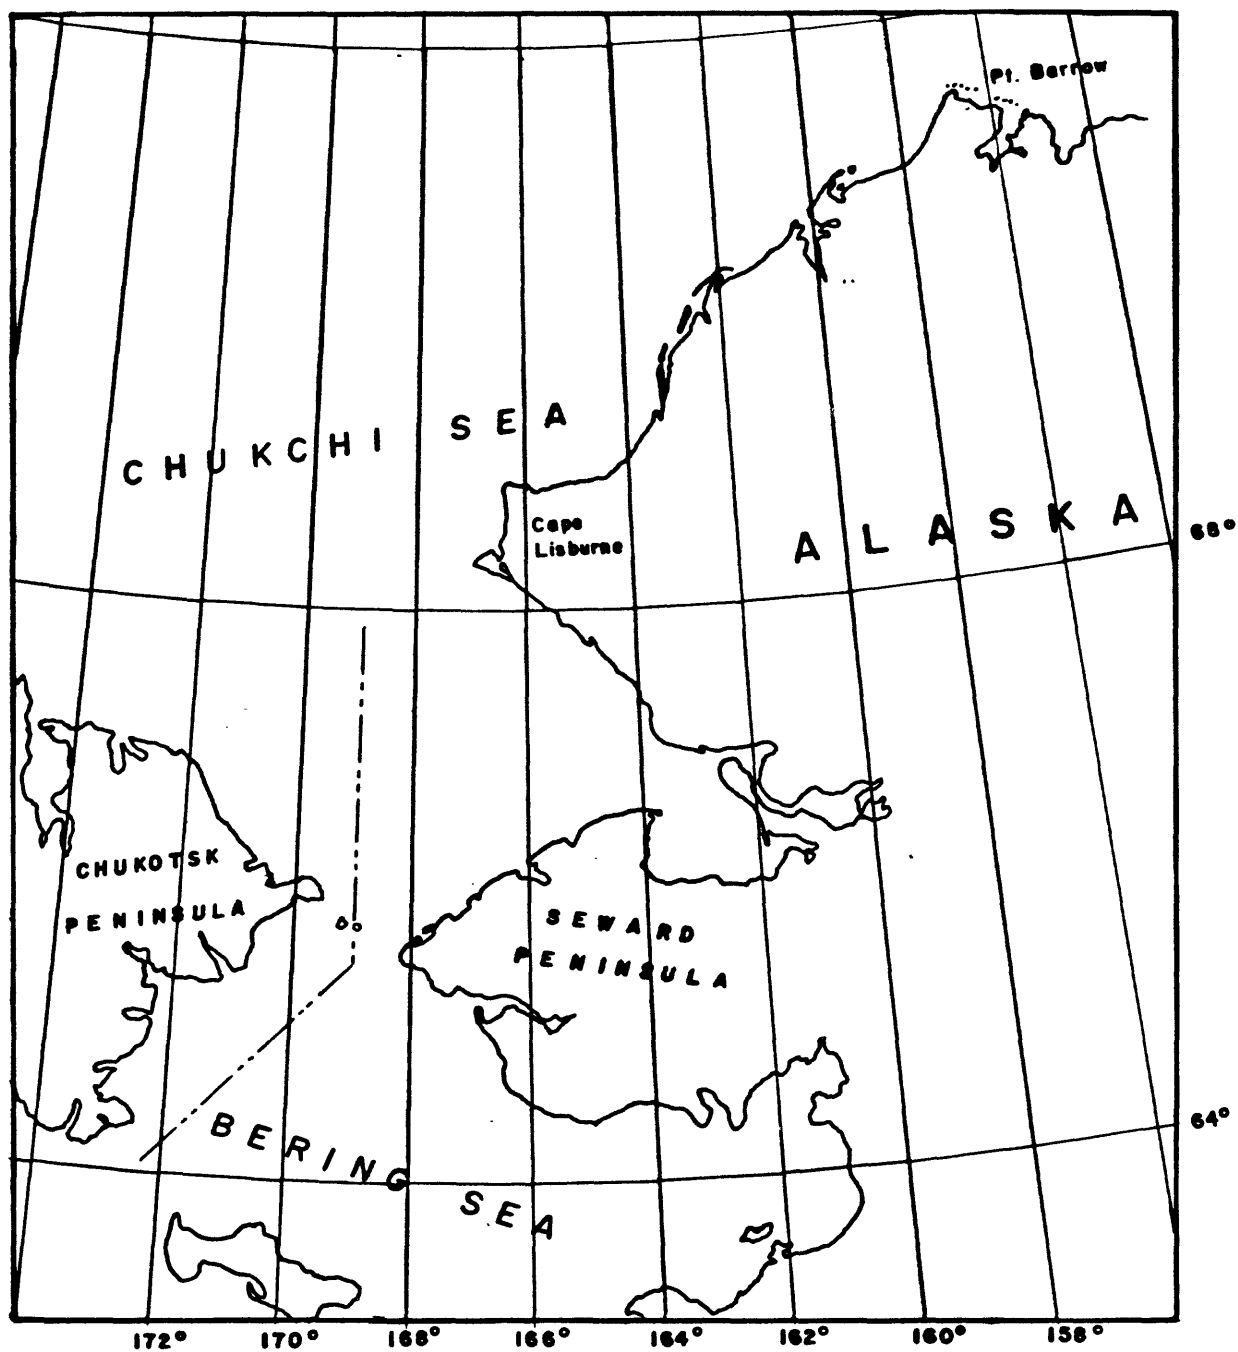 Pt. Barrow
CHUKCHI SEA
Cape
Lisburne
ALASKA
68°
CHUKOTSK
PENINSULA
SEWARD
PENINSULA
64°
BERING
SEA
172° 170° 168° 166° 164° 162° 160° 158°